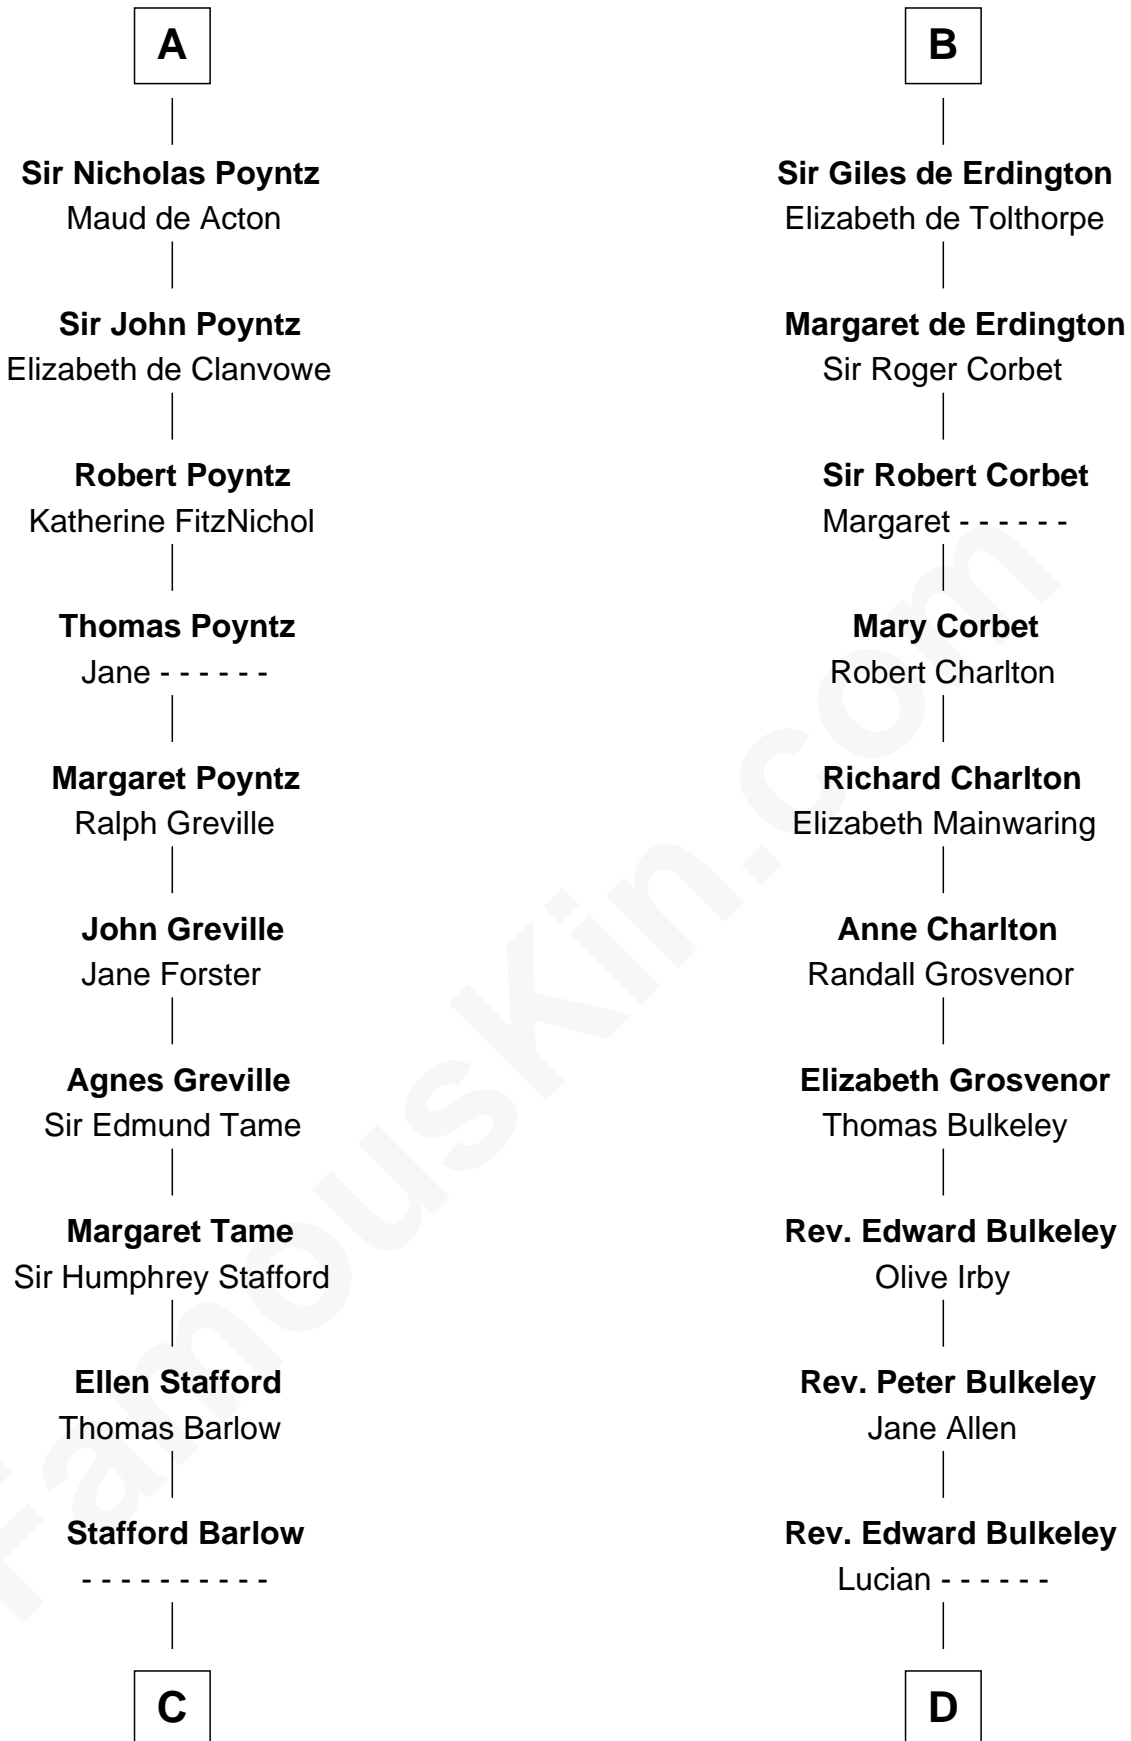 A
Sir Nicholas Poyntz
Maud de Acton
Sir John Poyntz
Elizabeth de Clanvowe
Robert Poyntz
Katherine FitzNichol
Thomas Poyntz
Jane - - - - - -
Margaret Poyntz
Ralph Greville
John Greville
Jane Forster
Agnes Greville
Sir Edmund Tame
Margaret Tame
Sir Humphrey Stafford
Ellen Stafford
Thomas Barlow
Stafford Barlow
- - - - - - - - - -
C
B
Sir Giles de Erdington
Elizabeth de Tolthorpe
Margaret de Erdington
Sir Roger Corbet
Sir Robert Corbet
Margaret - - - - - -
Mary Corbet
Robert Charlton
Richard Charlton
Elizabeth Mainwaring
Anne Charlton
Randall Grosvenor
Elizabeth Grosvenor
Thomas Bulkeley
Rev. Edward Bulkeley
Olive Irby
Rev. Peter Bulkeley
Jane Allen
Rev. Edward Bulkeley
Lucian - - - - - -
D
FamousKin.com